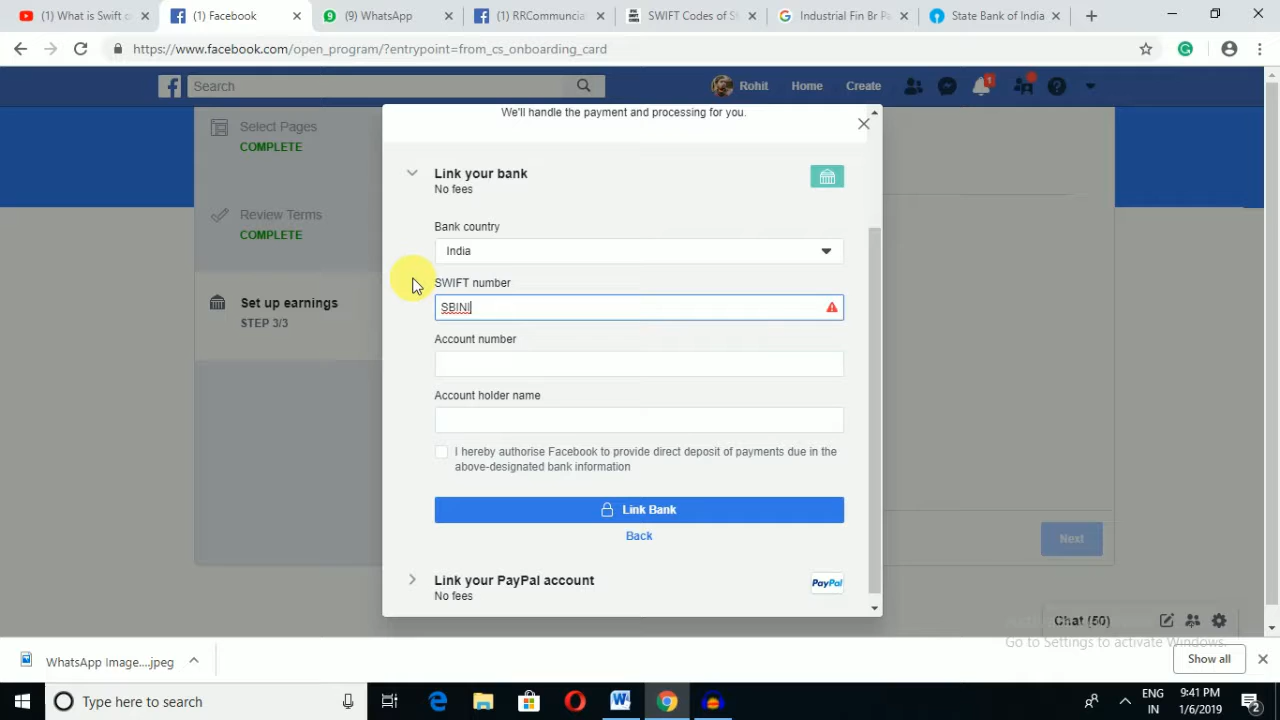 (1) What is Swift o
(1) Facebook
(9) WhatsApp
(1) RRCommuncia
SWIFT Codes of S
Industrial Fin Br Pa
State Bank of India
https://www.facebook.com/open_program/?entrypoint=from_cs_onboarding_card
Search
Rohit
Home
Create
1
We'll handle the payment and processing for you.
Select Pages
COMPLETE
Review Terms
COMPLETE
Set up earnings
STEP 3/3
Link your bank
No fees
Bank country
India
SWIFT number
SBINI
Account number
Account holder name
I hereby authorise Facebook to provide direct deposit of payments due in the
above-designated bank information
Link Bank
Back
Link your PayPal account
No fees
PayPal
Next
Chat (50)
Go to Settings to activate Windows.
WhatsApp Image....jpeg
Show all
Type here to search
ENG
IN
9:41 PM
1/6/2019
2